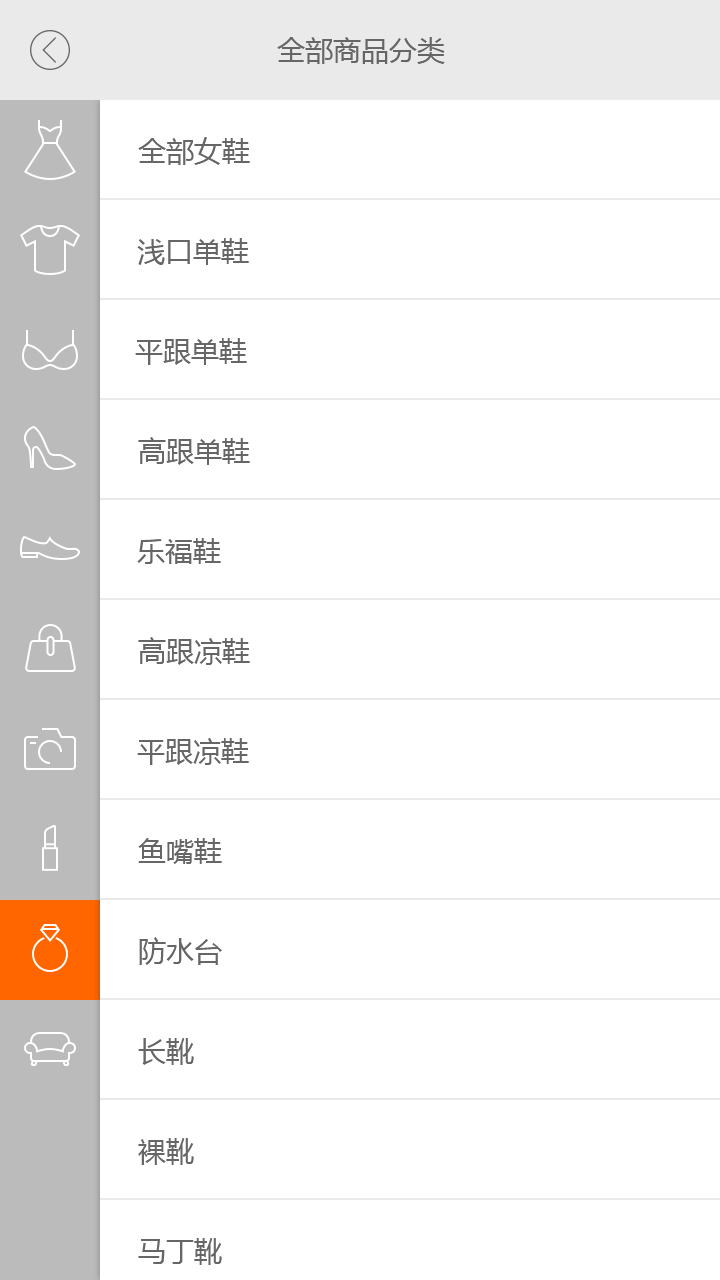 全部商品分类
全部女鞋
浅口单鞋
平跟单鞋
高跟单鞋
乐福鞋
高跟凉鞋
平跟凉鞋
鱼嘴鞋
防水台
长靴
裸靴
马丁靴